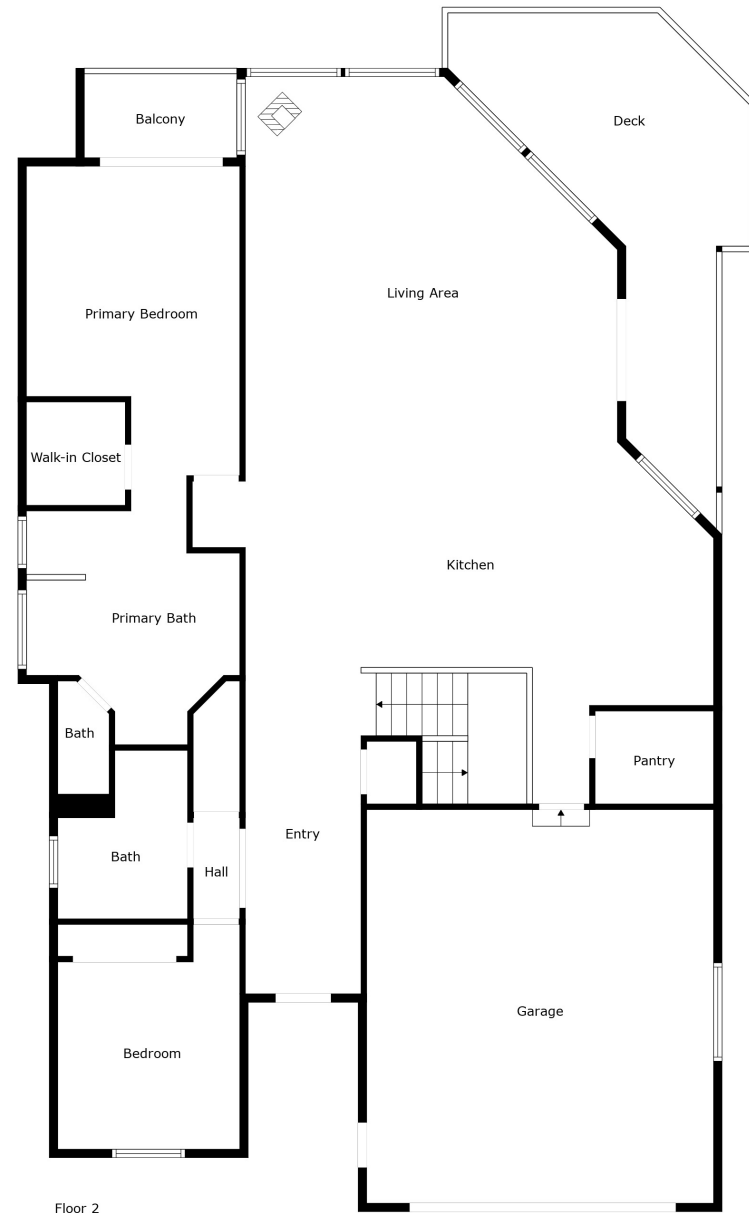 Balcony
Deck
Living Area
Primary Bedroom
Walk-in Closet
Kitchen
Primary Bath
Bath
Pantry
Entry
Bath
Hall
Garage
Bedroom
Floor 2